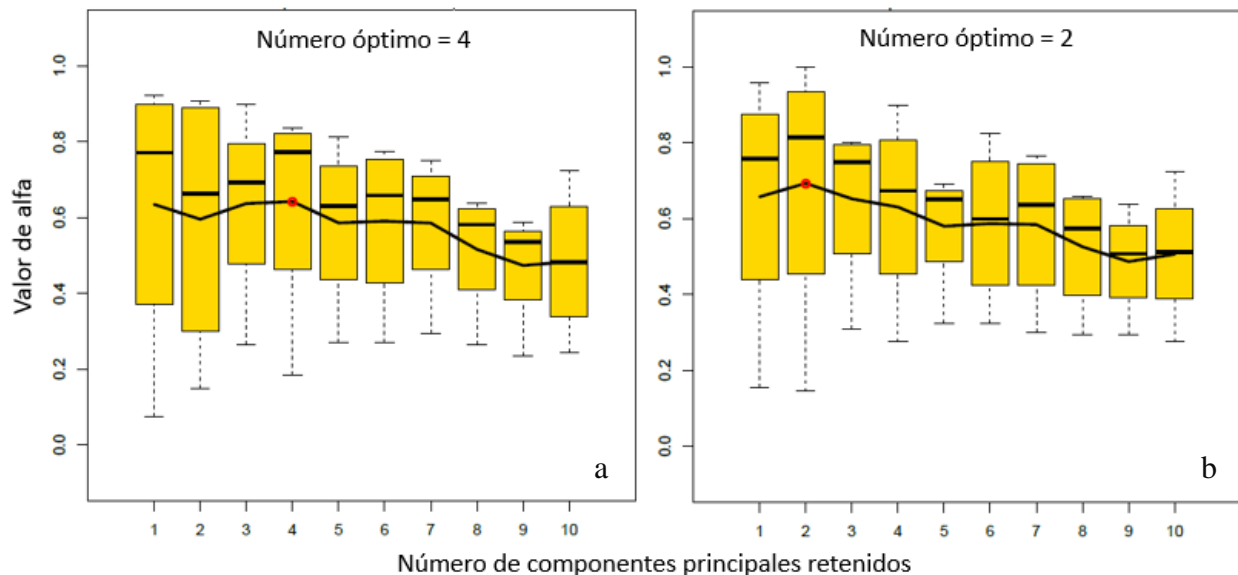 Número óptimo = 4
Número óptimo = 2
Valor de alfa
1.0
0.8
0.6
0.4
0.2
0.0
a
1 2 3 4 5 6 7 8 9 10
1.0
0.8
0.6
0.4
0.2
0.0
b
1 2 3 4 5 6 7 8 9 10
Número de componentes principales retenidos